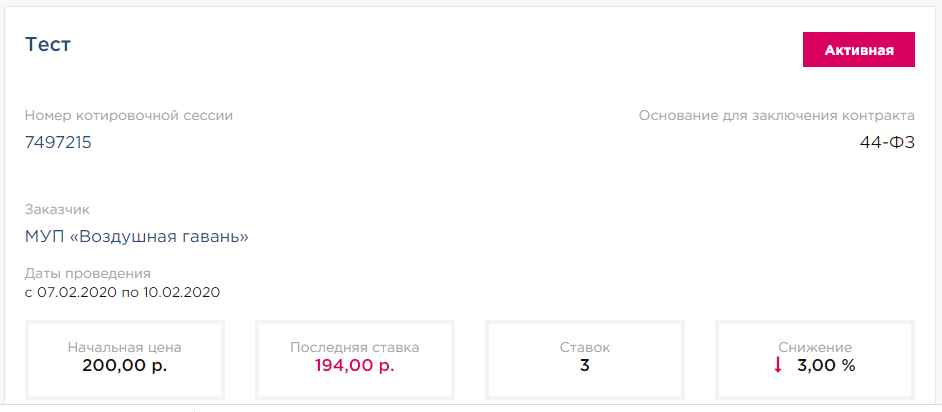 Тест
Активная
Номер котировочной сессии
Основание для заключения контракта
7497215
44-ФЗ
Заказчик
МУП «Воздушная гавань»
Даты проведения
с 07.02.2020 по 10.02.2020
Начальная цена
Последняя ставка
Ставок
Снижение
200,00 р.
194,00 р.
3
3,00 %